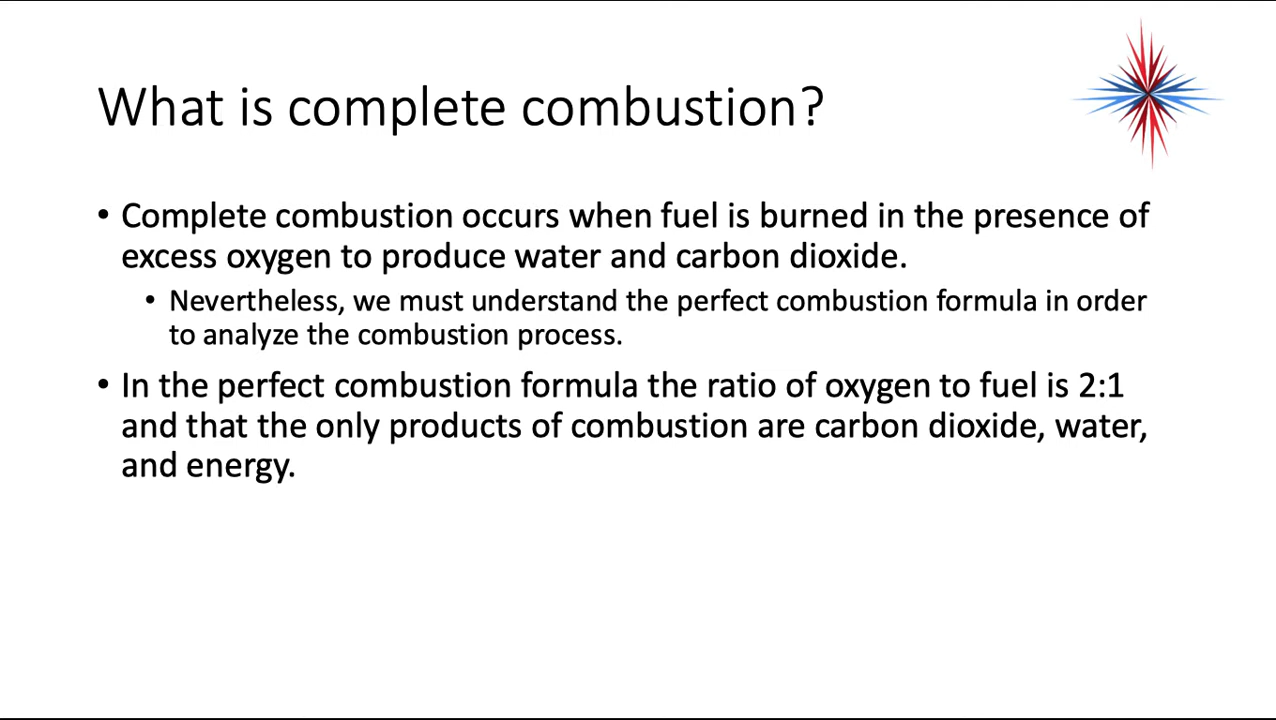 What is complete combustion?
• Complete combustion occurs when fuel is burned in the presence of
excess oxygen to produce water and carbon dioxide.
• Nevertheless, we must understand the perfect combustion formula in order
to analyze the combustion process.
• In the perfect combustion formula the ratio of oxygen to fuel is 2:1
and that the only products of combustion are carbon dioxide, water,
and energy.